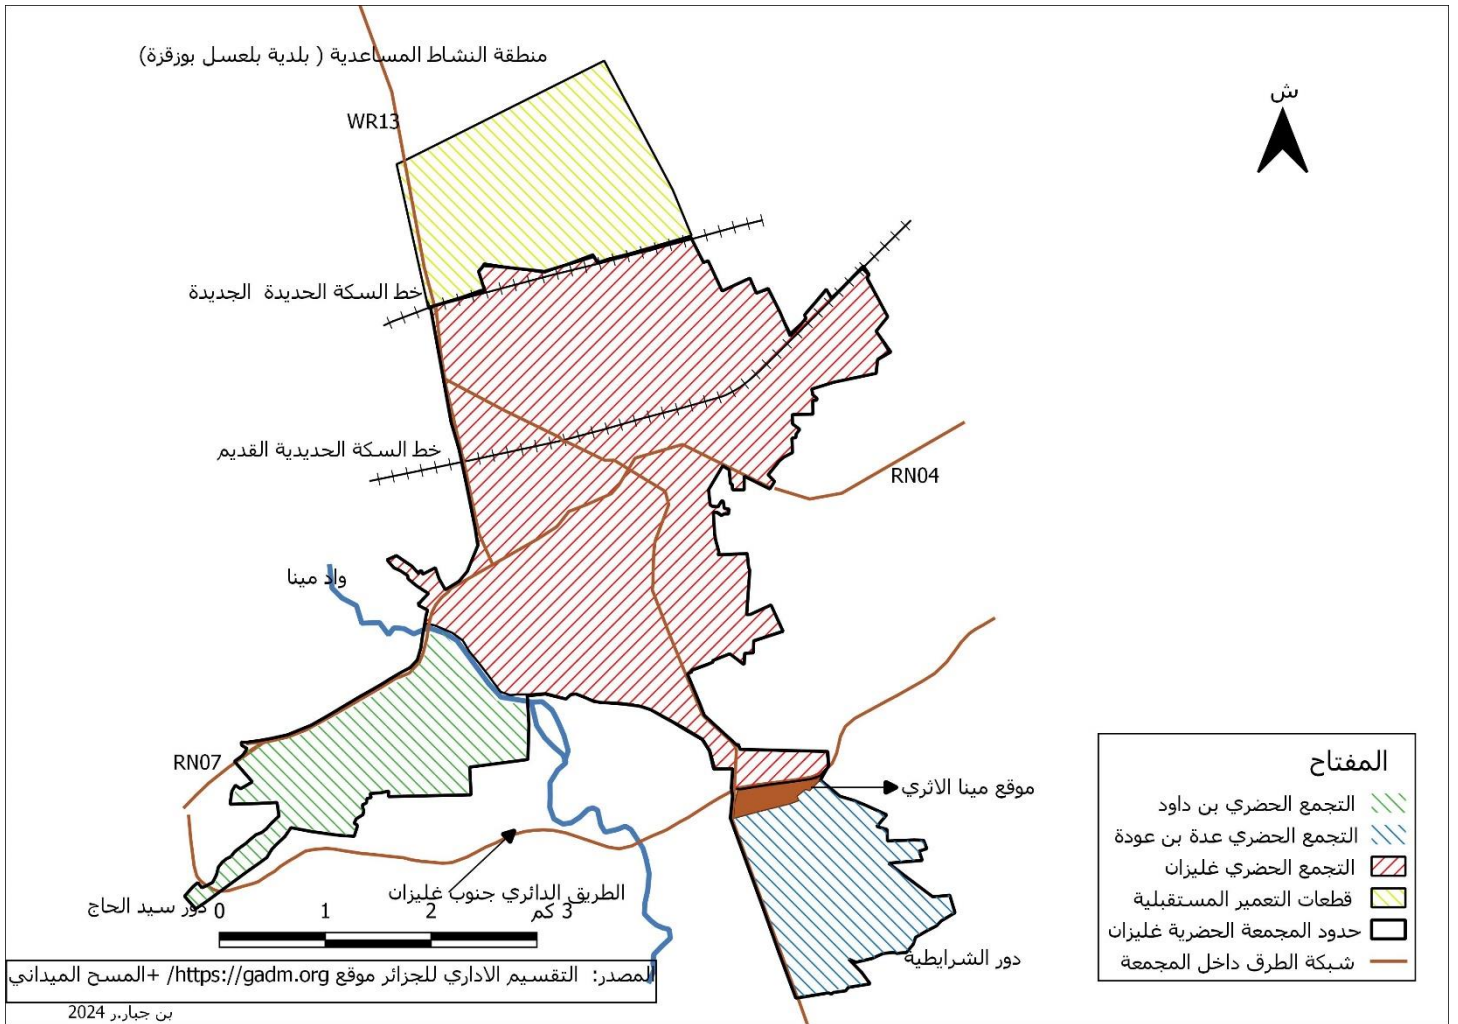 منطقة النشاط المساعدية ( بلدية بلعسل بوزقزة)
ش
WR13
خط السكة الحديدة الجديدة
خط السكة الحديدية القديم
RN04
واد مينا
RN07
موقع مينا الاثري
الطريق الدائري جنوب غليزان
دور سيد الحاج
0 1 2 3 كم
دور الشرايطية
المفتاح
التجمع الحضري بن داود
التجمع الحضري عدة بن عودة
التجمع الحضري غليزان
قطعات التعمير المستقبلية
حدود المجمعة الحضرية غليزان
شبكة الطرق داخل المجمعة
المصدر: التقسيم الاداري للجزائر موقع https://gadm.org/ +المسح الميداني
بن جبار.ر 2024